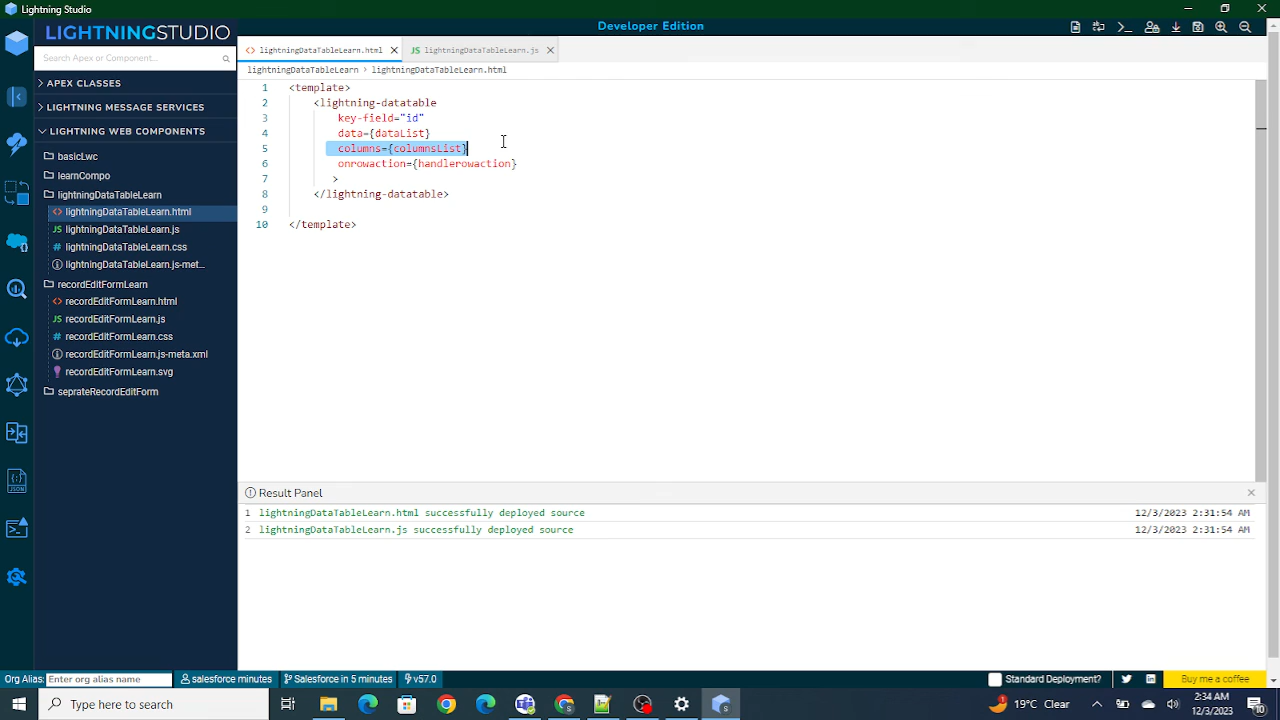 Lightning Studio
Developer Edition
LIGHTNINGSTUDIO
Search Apex or Component...
APEX CLASSES
LIGHTNING MESSAGE SERVICES
LIGHTNING WEB COMPONENTS
basicLwc
learnCompo
lightningDataTableLearn
lightningDataTableLearn.html
lightningDataTableLearn.js
lightningDataTableLearn.css
lightningDataTableLearn.js-met...
recordEditFormLearn
recordEditFormLearn.html
recordEditFormLearn.js
recordEditFormLearn.css
recordEditFormLearn.js-meta.xml
recordEditFormLearn.svg
seprateRecordEditForm
lightningDataTableLearn.html
lightningDataTableLearn.js
lightningDataTableLearn > lightningDataTableLearn.html
1 <template>
2 <lightning-datatable
3 key-field="id"
4 data={dataList}
5 columns={columnsList}
6 onrowaction={handlerowaction}
7 >
8 </lightning-datatable>
9
10 </template>
Result Panel
1 lightningDataTableLearn.html successfully deployed source 12/3/2023 2:31:54 AM
2 lightningDataTableLearn.js successfully deployed source 12/3/2023 2:31:54 AM
Org Alias: Enter org alias name salesforce minutes Salesforce in 5 minutes v57.0 Standard Deployment? Buy me a coffee
Type here to search 19°C Clear 2:34 AM
12/3/2023 10